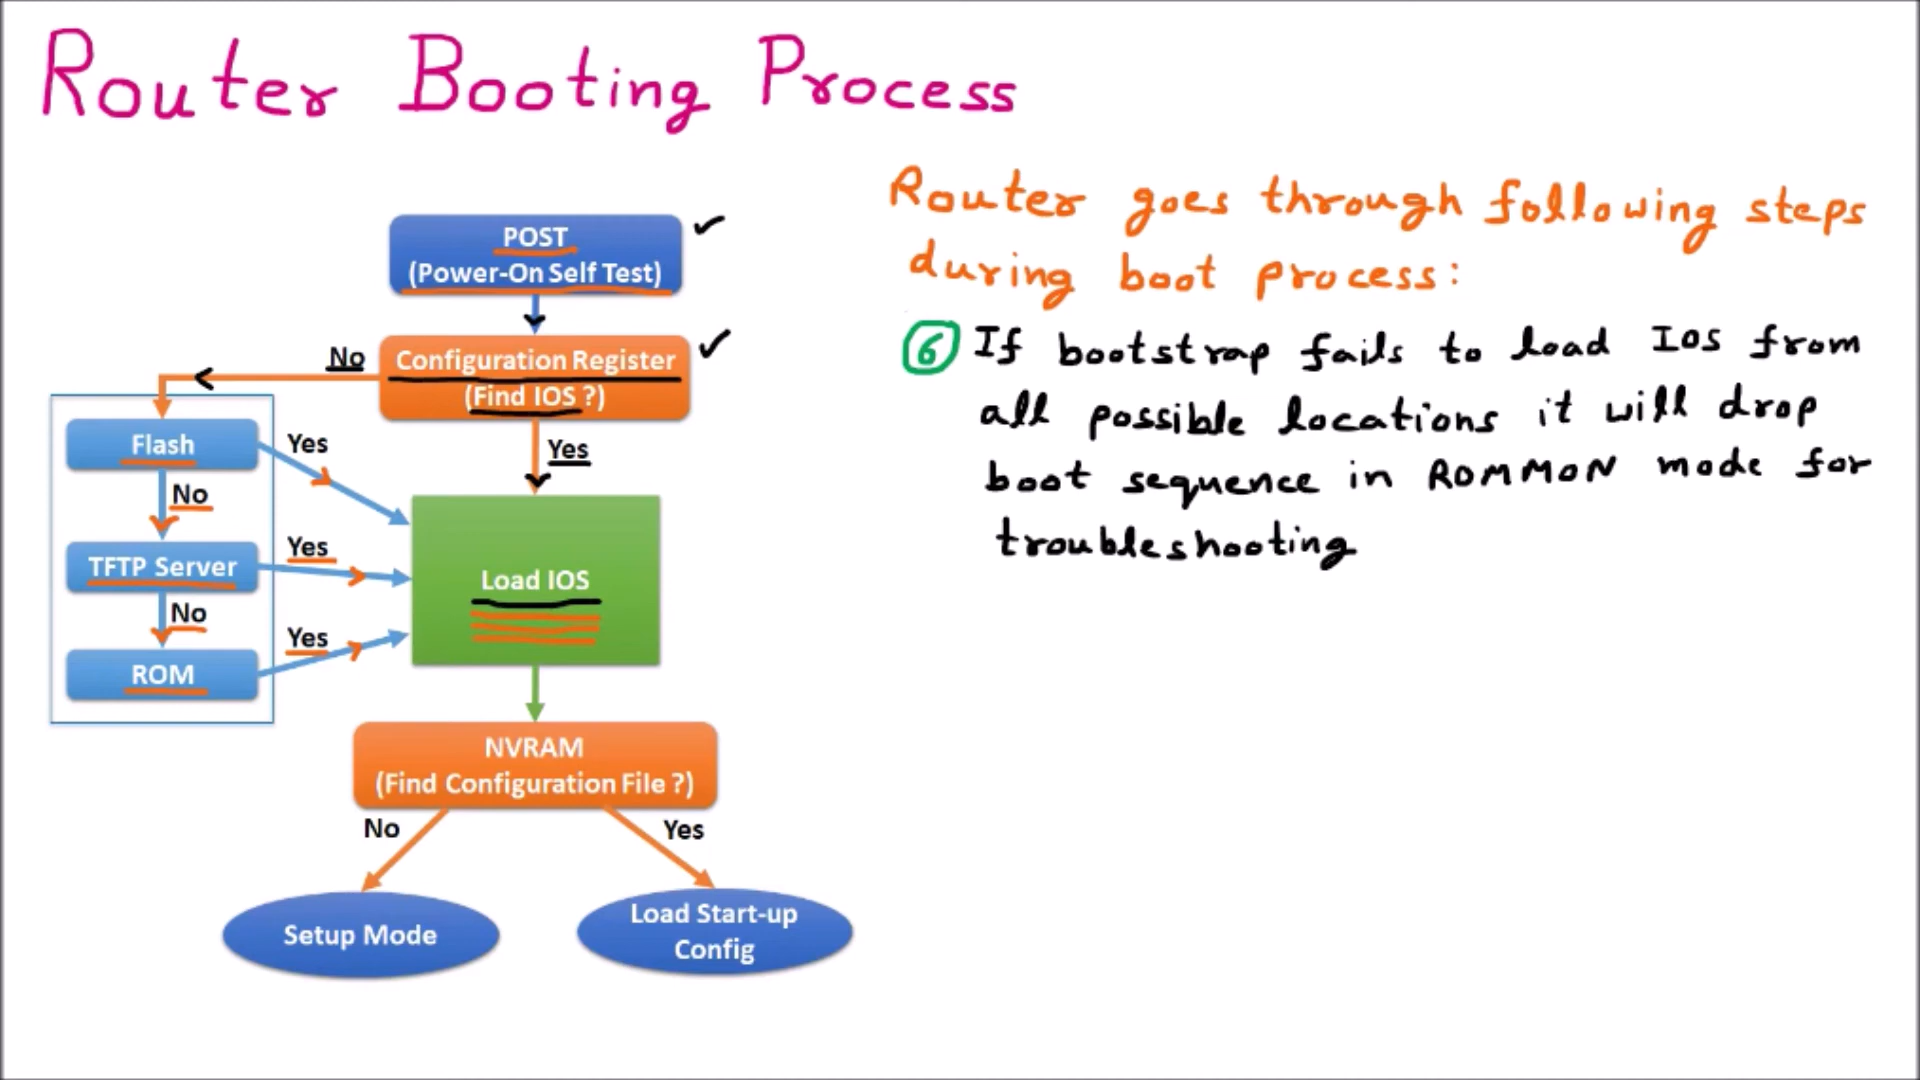 Router Booting Process
Router goes through following steps
during boot process:
6 If bootstrap fails to load IOS from
all possible locations it will drop
boot sequence in ROMMON mode for
troubleshooting
POST
(Power-On Self Test)
No
Configuration Register
(Find IOS ?)
Flash
Yes
Yes
No
TFTP Server
Yes
Load IOS
No
Yes
ROM
NVRAM
(Find Configuration File ?)
No
Yes
Setup Mode
Load Start-up
Config